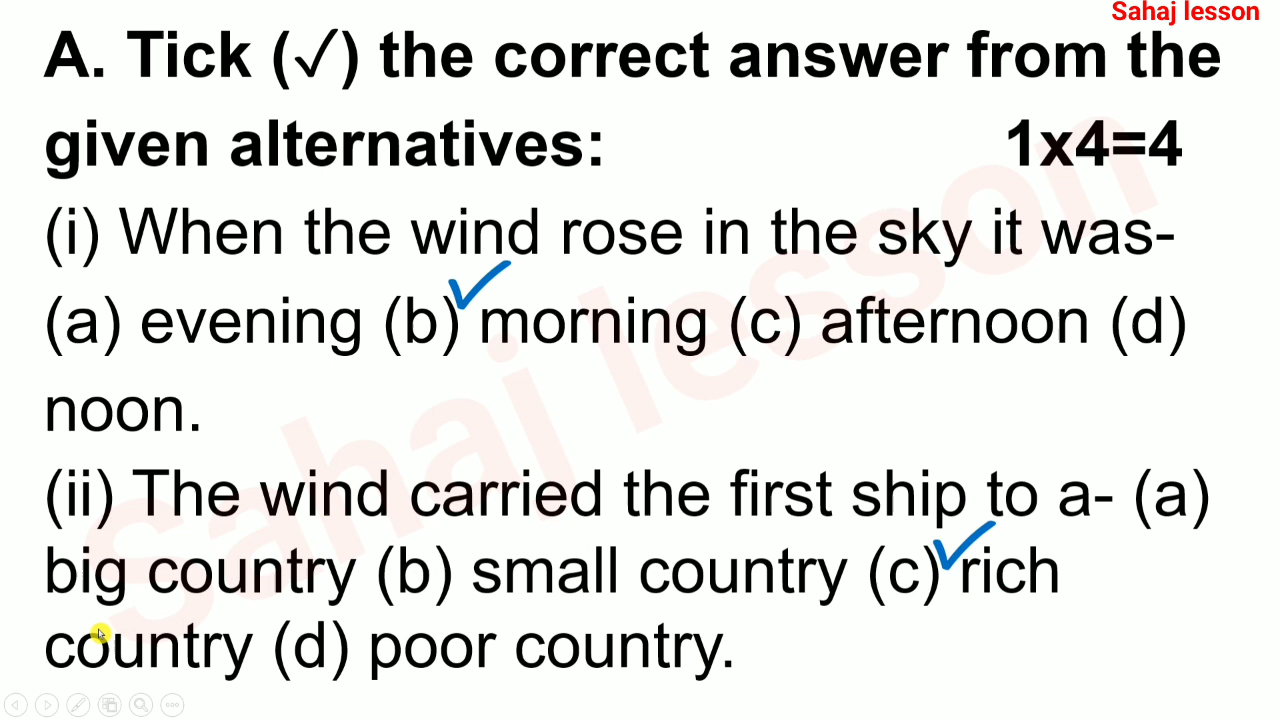 Sahaj lesson
A. Tick (✓) the correct answer from the
given alternatives: 1x4=4
(i) When the wind rose in the sky it was-
(a) evening (b) morning (c) afternoon (d)
noon.
(ii) The wind carried the first ship to a- (a)
big country (b) small country (c) rich
country (d) poor country.
Sahaj lesson